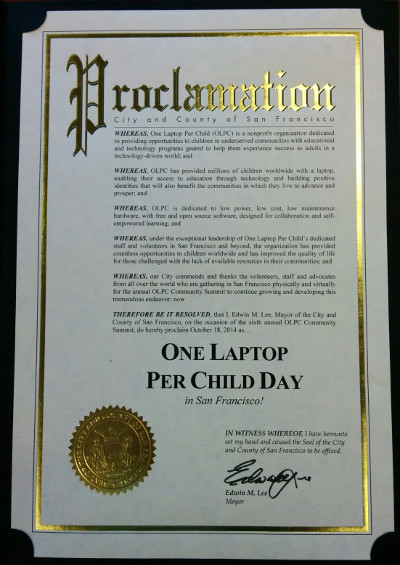 Proclamation
City and County of San Francisco
WHEREAS, One Laptop Per Child (OLPC) is a nonprofit organization dedicated
to providing opportunities to children in underserved communities with educational
and technology programs geared to help them experience success as adults in a
technology-driven world; and
WHEREAS, OLPC has provided millions of children worldwide with a laptop,
enabling their access to education through technology and building positive
identities that will also benefit the communities in which they live to advance and
prosper; and
WHEREAS, OLPC is dedicated to low power, low cost, low maintenance
hardware, with free and open source software, designed for collaboration and self-
empowered learning; and
WHEREAS, under the exceptional leadership of One Laptop Per Child's dedicated
staff and volunteers in San Francisco and beyond, the organization has provided
countless opportunities to children worldwide and has improved the quality of life
for those challenged with the lack of available resources in their communities; and
WHEREAS, our City commends and thanks the volunteers, staff and advocates
from all over the world who are gathering in San Francisco physically and virtually
for the annual OLPC Community Summit to continue growing and developing this
tremendous endeavor; now
THEREFORE BE IT RESOLVED, that I, Edwin M. Lee, Mayor of the City and
County of San Francisco, on the occasion of the sixth annual OLPC Community
Summit, do hereby proclaim October 18, 2014 as…
ONE LAPTOP
PER CHILD DAY
in San Francisco!
IN WITNESS WHEREOF, I have hereunto
set my hand and caused the Seal of the City
and County of San Francisco to be affixed.
Edwin M. Lee
Mayor